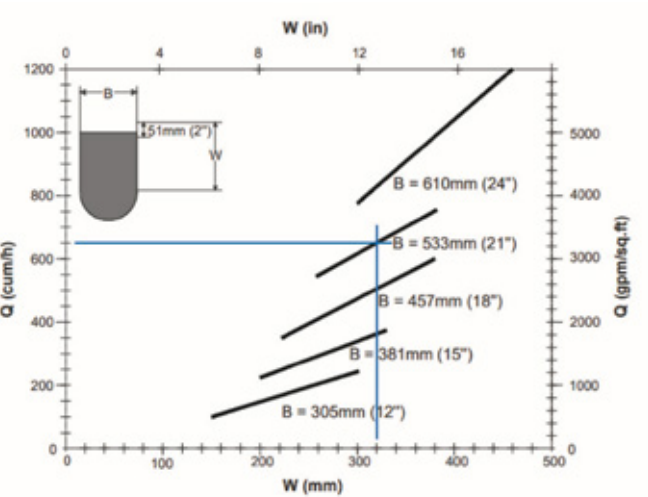 W (in)
0 4 8 12 16
1200
1000
800
600
400
200
0
Q (cum/h)
B
51mm (2")
W
B = 610mm (24")
B = 533mm (21")
B = 457mm (18")
B = 381mm (15")
B = 305mm (12")
5000
4000
3000
2000
1000
0
Q (gpm/sq.ft)
0 100 200 300 400 500
W (mm)